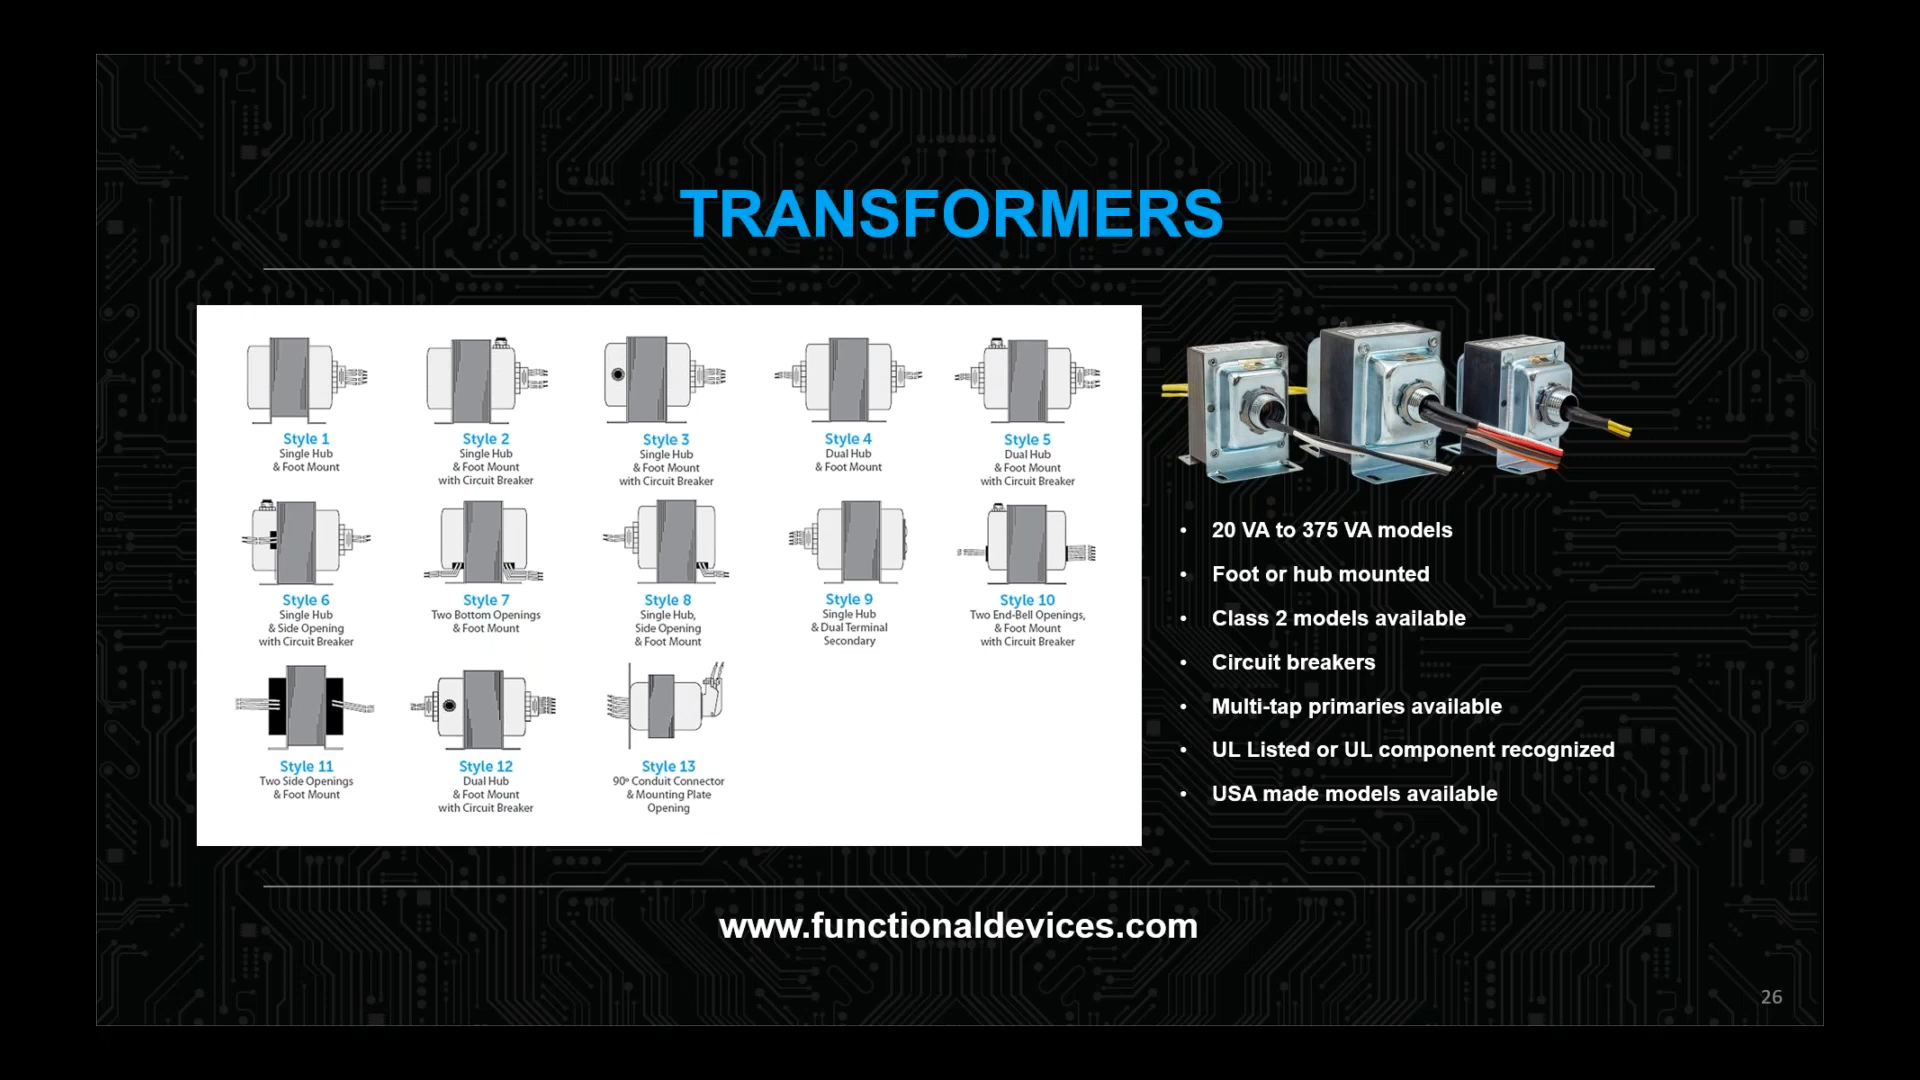 TRANSFORMERS
Style 1
Single Hub
& Foot Mount
Style 2
Single Hub
& Foot Mount
with Circuit Breaker
Style 3
Single Hub
& Foot Mount
with Circuit Breaker
Style 4
Dual Hub
& Foot Mount
Style 5
Dual Hub
& Foot Mount
with Circuit Breaker
Style 6
Single Hub
& Side Opening
with Circuit Breaker
Style 7
Two Bottom Openings
& Foot Mount
Style 8
Single Hub,
Side Opening
& Foot Mount
Style 9
Single Hub
& Dual Terminal
Secondary
Style 10
Two End-Bell Openings,
& Foot Mount
with Circuit Breaker
Style 11
Two Side Openings
& Foot Mount
Style 12
Dual Hub
& Foot Mount
with Circuit Breaker
Style 13
90º Conduit Connector
& Mounting Plate
Opening
• 20 VA to 375 VA models
• Foot or hub mounted
• Class 2 models available
• Circuit breakers
• Multi-tap primaries available
• UL Listed or UL component recognized
• USA made models available
www.functionaldevices.com
26